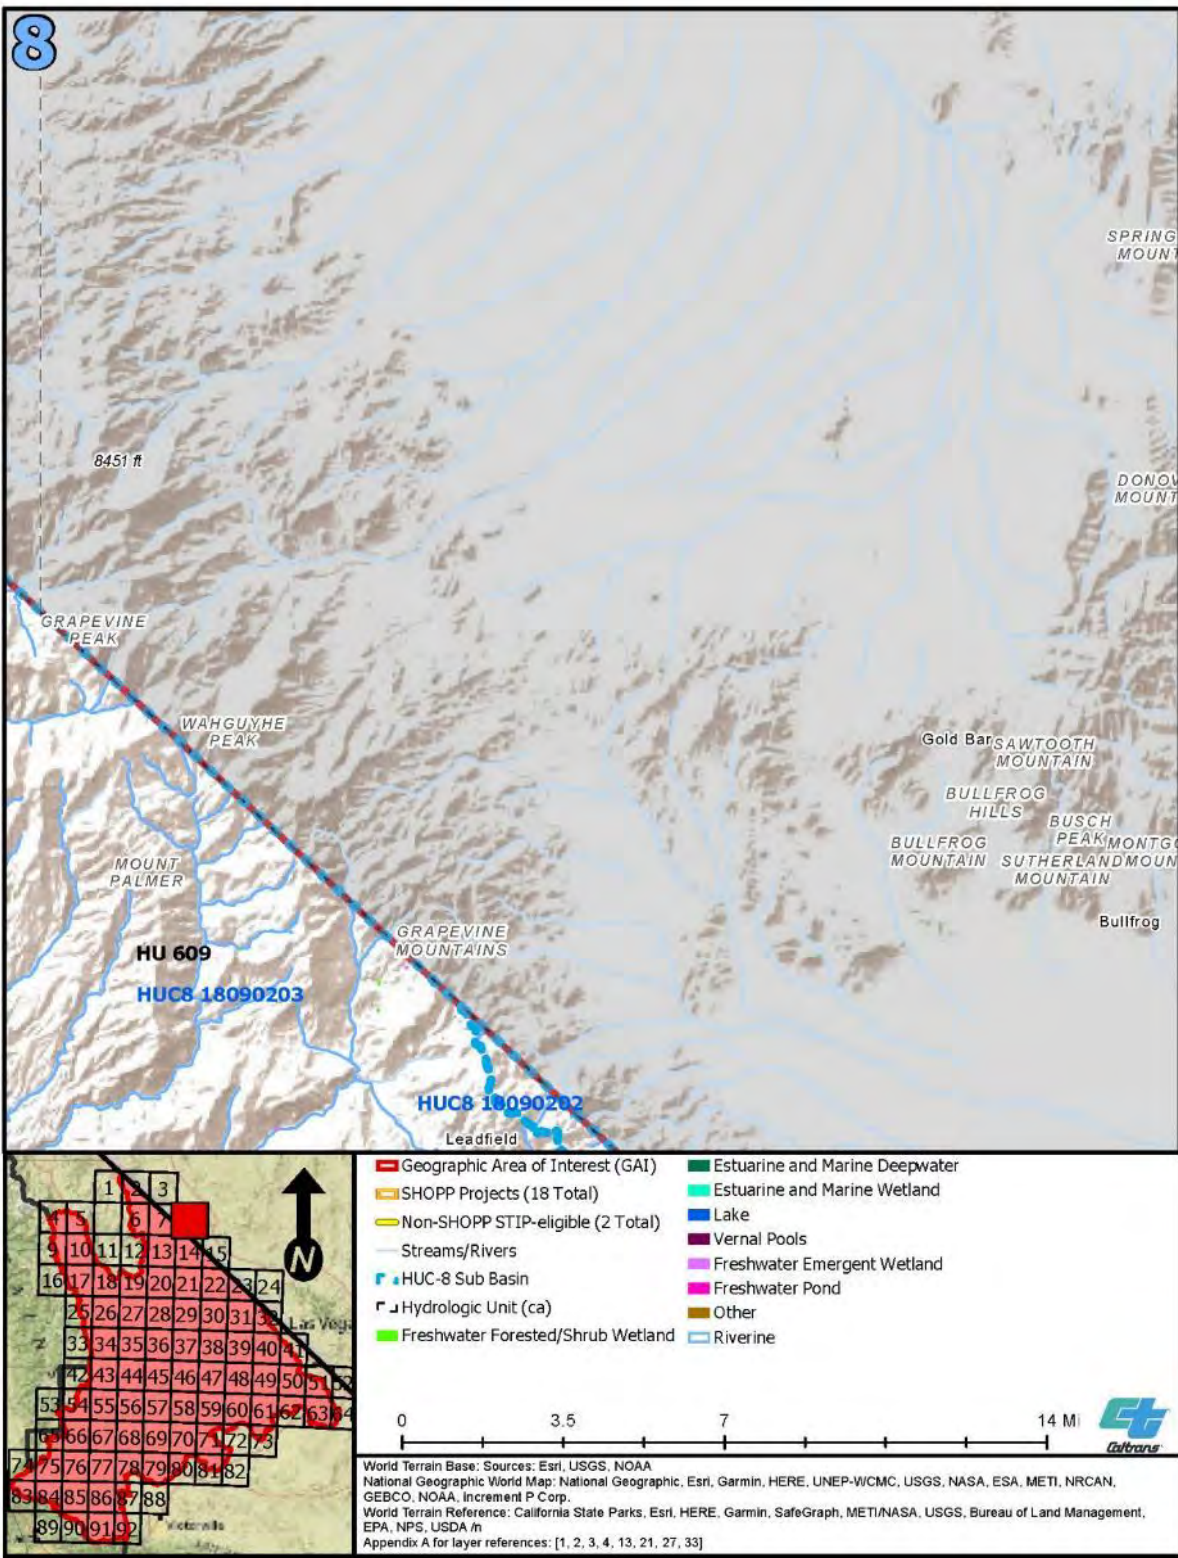 8
SPRING
MOUNT
8451 ft
DONOV
MOUNT
GRAPEVINE
PEAK
WAHGUYHE
PEAK
Gold Bar
SAWTOOTH
MOUNTAIN
BULLFROG
HILLS
BUSCH
PEAK
MONTGO
MOUN
BULLFROG
MOUNTAIN
SUTHERLAND
MOUNTAIN
MOUNT
PALMER
Bullfrog
GRAPEVINE
MOUNTAINS
HU 609
HUC8 18090203
HUC8 18090202
Leadfield
1 2 3
4 5 6 7
9 10 11 12 13 14 15
16 17 18 19 20 21 22 23 24
25 26 27 28 29 30 31 32
Las Vega
33 34 35 36 37 38 39 40 41
42 43 44 45 46 47 48 49 50 51 52
53 54 55 56 57 58 59 60 61 62 63 64
65 66 67 68 69 70 71 72 73
74 75 76 77 78 79 80 81 82
83 84 85 86 87 88
89 90 91 92
Victorville
N
Geographic Area of Interest (GAI)
SHOPP Projects (18 Total)
Non-SHOPP STIP-eligible (2 Total)
Streams/Rivers
HUC-8 Sub Basin
Hydrologic Unit (ca)
Freshwater Forested/Shrub Wetland
Estuarine and Marine Deepwater
Estuarine and Marine Wetland
Lake
Vernal Pools
Freshwater Emergent Wetland
Freshwater Pond
Other
Riverine
0 3.5 7 14 Mi
Caltrans
World Terrain Base: Sources: Esri, USGS, NOAA
National Geographic World Map: National Geographic, Esri, Garmin, HERE, UNEP-WCMC, USGS, NASA, ESA, METI, NRCAN,
GEBCO, NOAA, Increment P Corp.
World Terrain Reference: California State Parks, Esri, HERE, Garmin, SafeGraph, METI/NASA, USGS, Bureau of Land Management,
EPA, NPS, USDA /n
Appendix A for layer references: [1, 2, 3, 4, 13, 21, 27, 33]